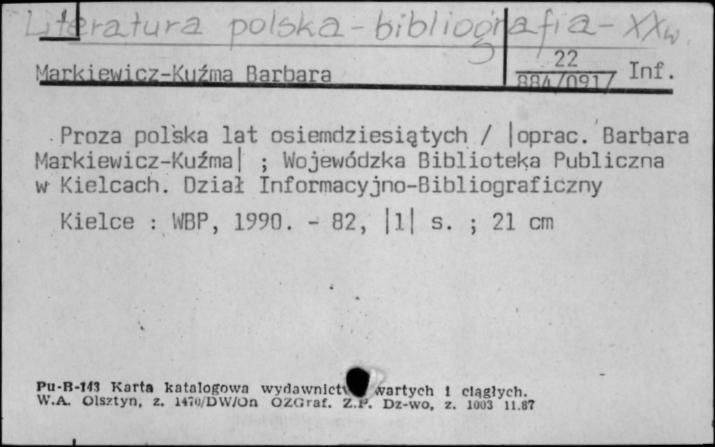 Literatura polska - bibliografia - XXw.
Markiewicz-Kuźma Barbara
22
884/0917 Inf.
Proza polska lat osiemdziesiątych / |oprac. Barbara
Markiewicz-Kuźma| ; Wojewódzka Biblioteka Publiczna
w Kielcach. Dział Informacyjno-Bibliograficzny
Kielce : WBP, 1990. - 82, |1| s. ; 21 cm
Pu-B-143 Karta katalogowa wydawnictw wartych i ciągłych.
W.A. Olsztyn, z. 1470/DW/On OZGraf. Z.P. Dz-wo, z. 1003 11.87